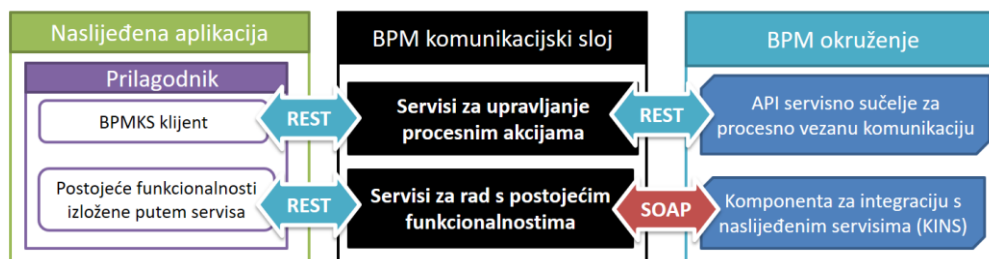 Naslijeđena aplikacija
BPM komunikacijski sloj
BPM okruženje
Prilagodnik
BPMKS klijent
REST
Servisi za upravljanje
procesnim akcijama
REST
API servisno sučelje za
procesno vezanu komunikaciju
Postojeće funkcionalnosti
izložene putem servisa
REST
Servisi za rad s postojećim
funkcionalnostima
SOAP
Komponenta za integraciju s
naslijeđenim servisima (KINS)